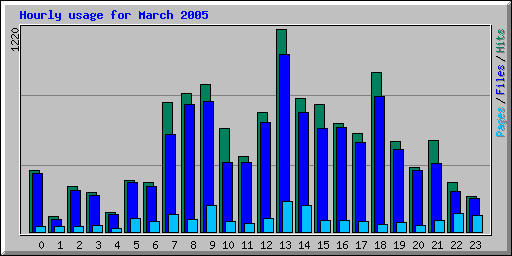 Hourly usage for March 2005
1220
Pages / Files / Hits
0 1 2 3 4 5 6 7 8 9 10 11 12 13 14 15 16 17 18 19 20 21 22 23